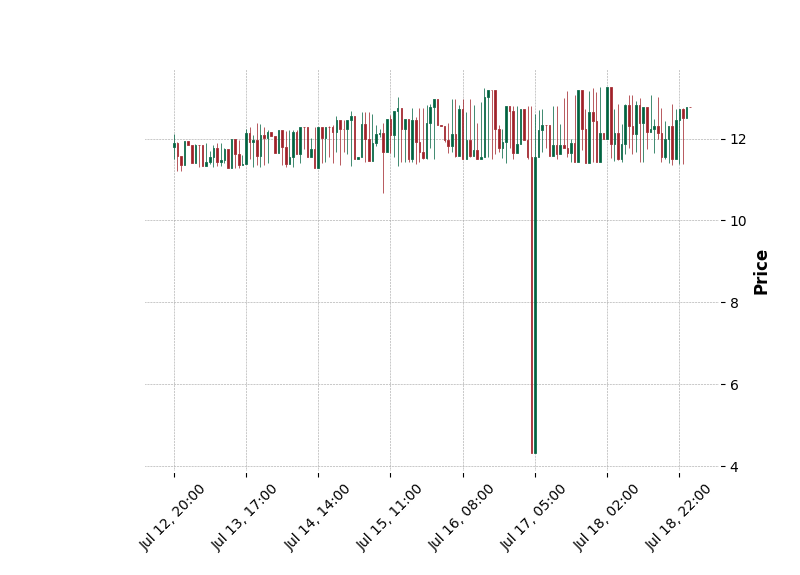 12
10
8
6
4
Price
Jul 12, 20:00
Jul 13, 17:00
Jul 14, 14:00
Jul 15, 11:00
Jul 16, 08:00
Jul 17, 05:00
Jul 18, 02:00
Jul 18, 22:00